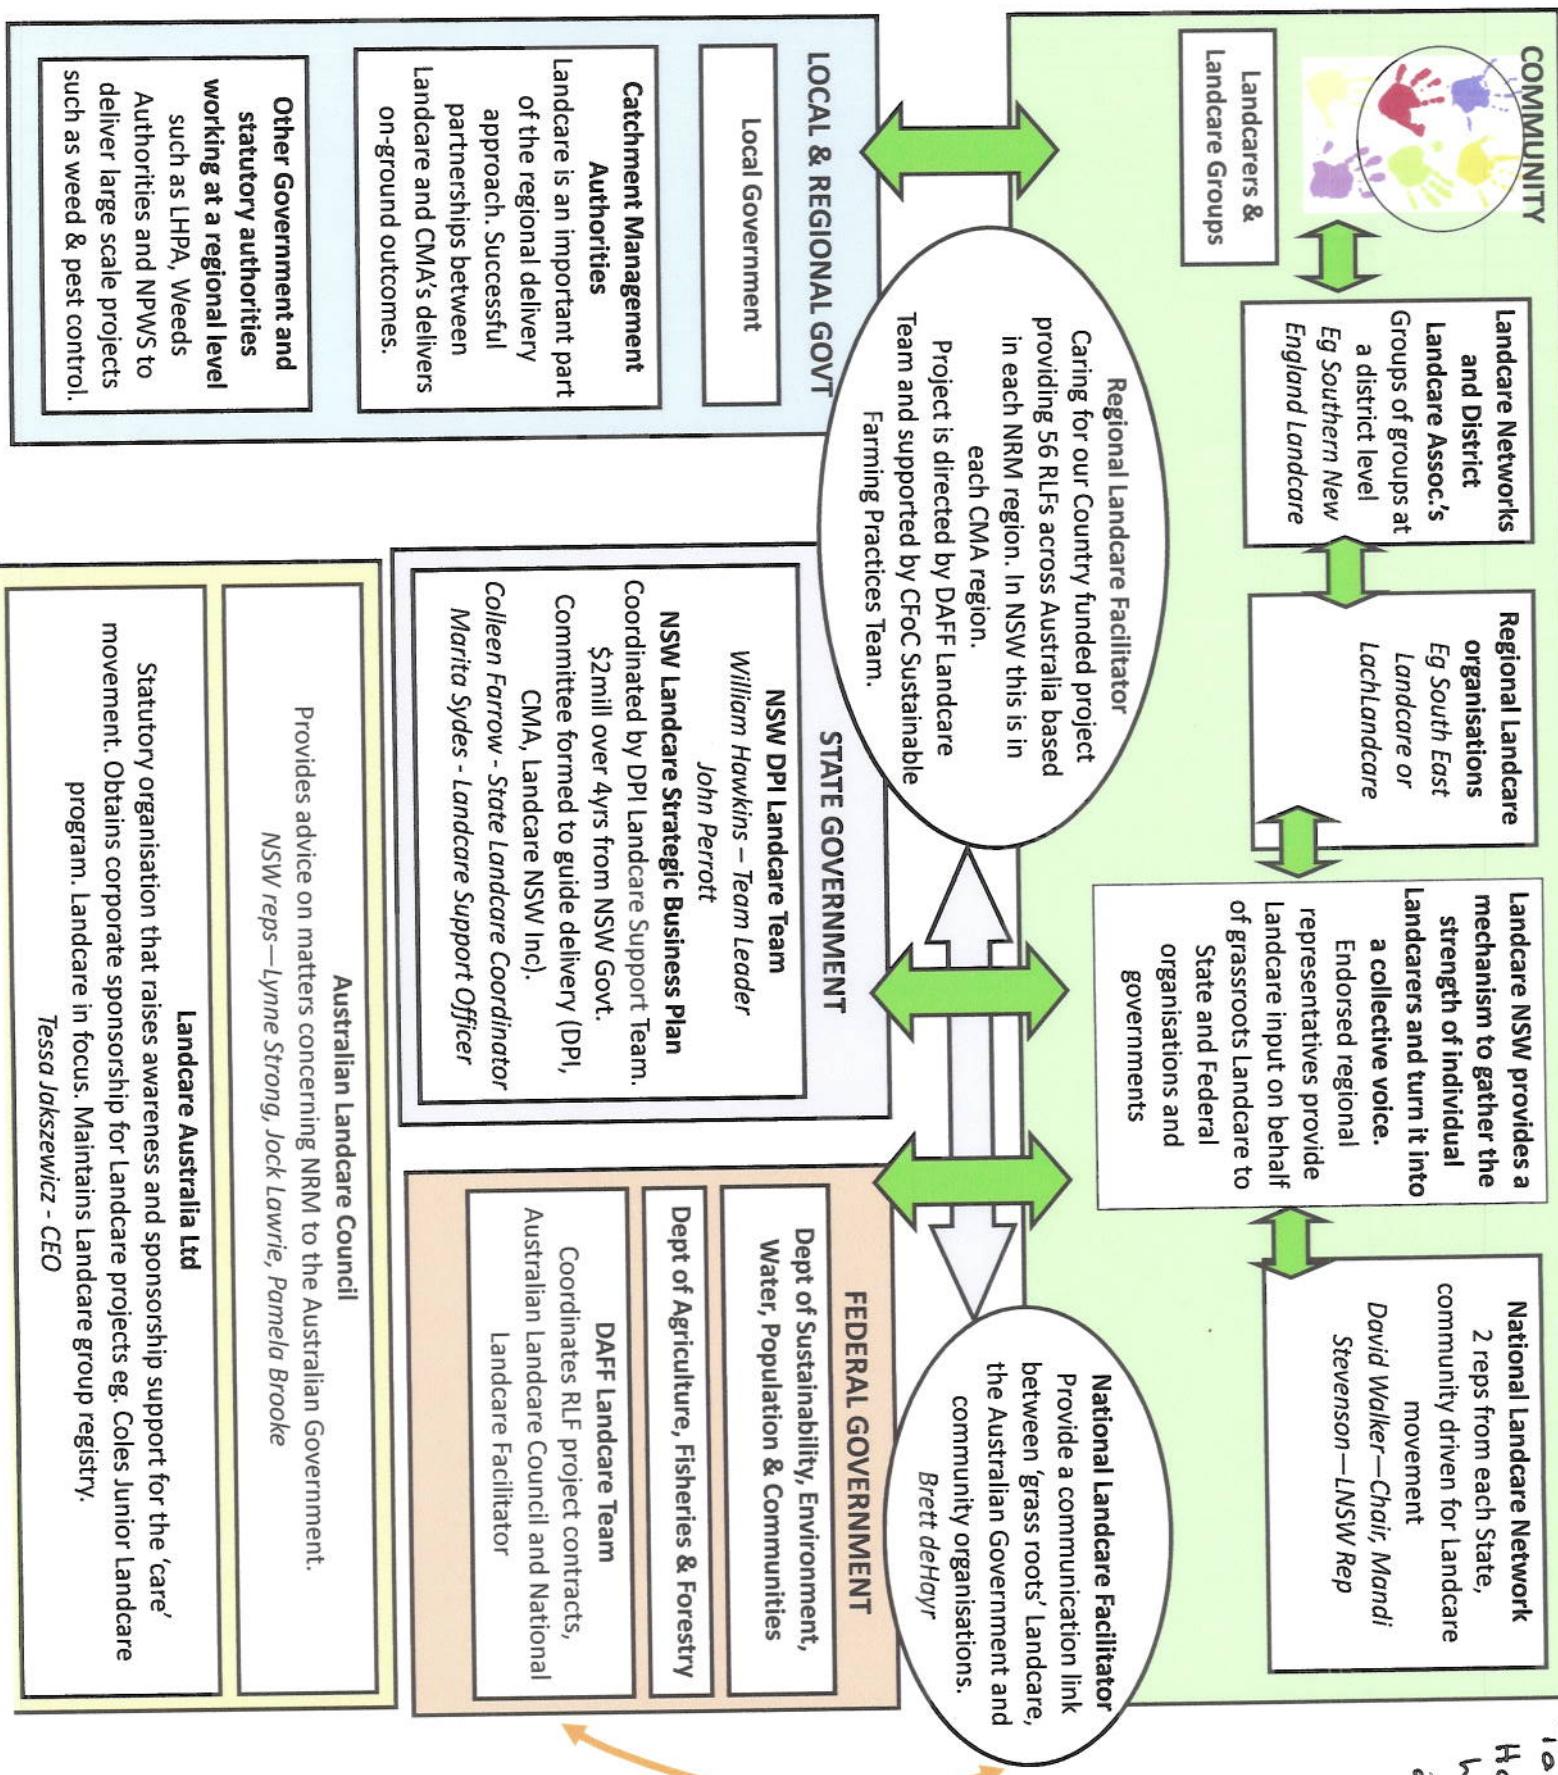 COMMUNITY
Landcarers &
Landcare Groups
Landcare Networks
and District
Landcare Assoc.'s
Groups of groups at
a district level
Eg Southern New
England Landcare
Regional Landcare
organisations
Eg South East
Landcare or
LachLandcare
Landcare NSW provides a
mechanism to gather the
strength of individual
Landcarers and turn it into
a collective voice.
Endorsed regional
representatives provide
Landcare input on behalf
of grassroots Landcare to
State and Federal
organisations and
governments
National Landcare Network
2 reps from each State,
community driven for Landcare
movement
David Walker—Chair, Mandi
Stevenson—LNSW Rep
Regional Landcare Facilitator
Caring for our Country funded project
providing 56 RLFs across Australia based
in each NRM region. In NSW this is in
each CMA region.
Project is directed by DAFF Landcare
Team and supported by CFoC Sustainable
Farming Practices Team.
National Landcare Facilitator
Provide a communication link
between 'grass roots' Landcare,
the Australian Government and
community organisations.
Brett deHayr
LOCAL & REGIONAL GOVT
Local Government
Catchment Management
Authorities
Landcare is an important part
of the regional delivery
approach. Successful
partnerships between
Landcare and CMA's delivers
on-ground outcomes.
Other Government and
statutory authorities
working at a regional level
such as LHPA, Weeds
Authorities and NPWS to
deliver large scale projects
such as weed & pest control.
STATE GOVERNMENT
NSW DPI Landcare Team
William Hawkins – Team Leader
John Perrott
NSW Landcare Strategic Business Plan
Coordinated by DPI Landcare Support Team.
$2mill over 4yrs from NSW Govt.
Committee formed to guide delivery (DPI,
CMA, Landcare NSW Inc).
Colleen Farrow - State Landcare Coordinator
Marita Sydes - Landcare Support Officer
FEDERAL GOVERNMENT
Dept of Sustainability, Environment,
Water, Population & Communities
Dept of Agriculture, Fisheries & Forestry
DAFF Landcare Team
Coordinates RLF project contracts,
Australian Landcare Council and National
Landcare Facilitator
Australian Landcare Council
Provides advice on matters concerning NRM to the Australian Government.
NSW reps—Lynne Strong, Jock Lawrie, Pamela Brooke
Landcare Australia Ltd
Statutory organisation that raises awareness and sponsorship support for the 'care'
movement. Obtains corporate sponsorship for Landcare projects eg. Coles Junior Landcare
program. Landcare in focus. Maintains Landcare group registry.
Tessa Jakszewicz - CEO